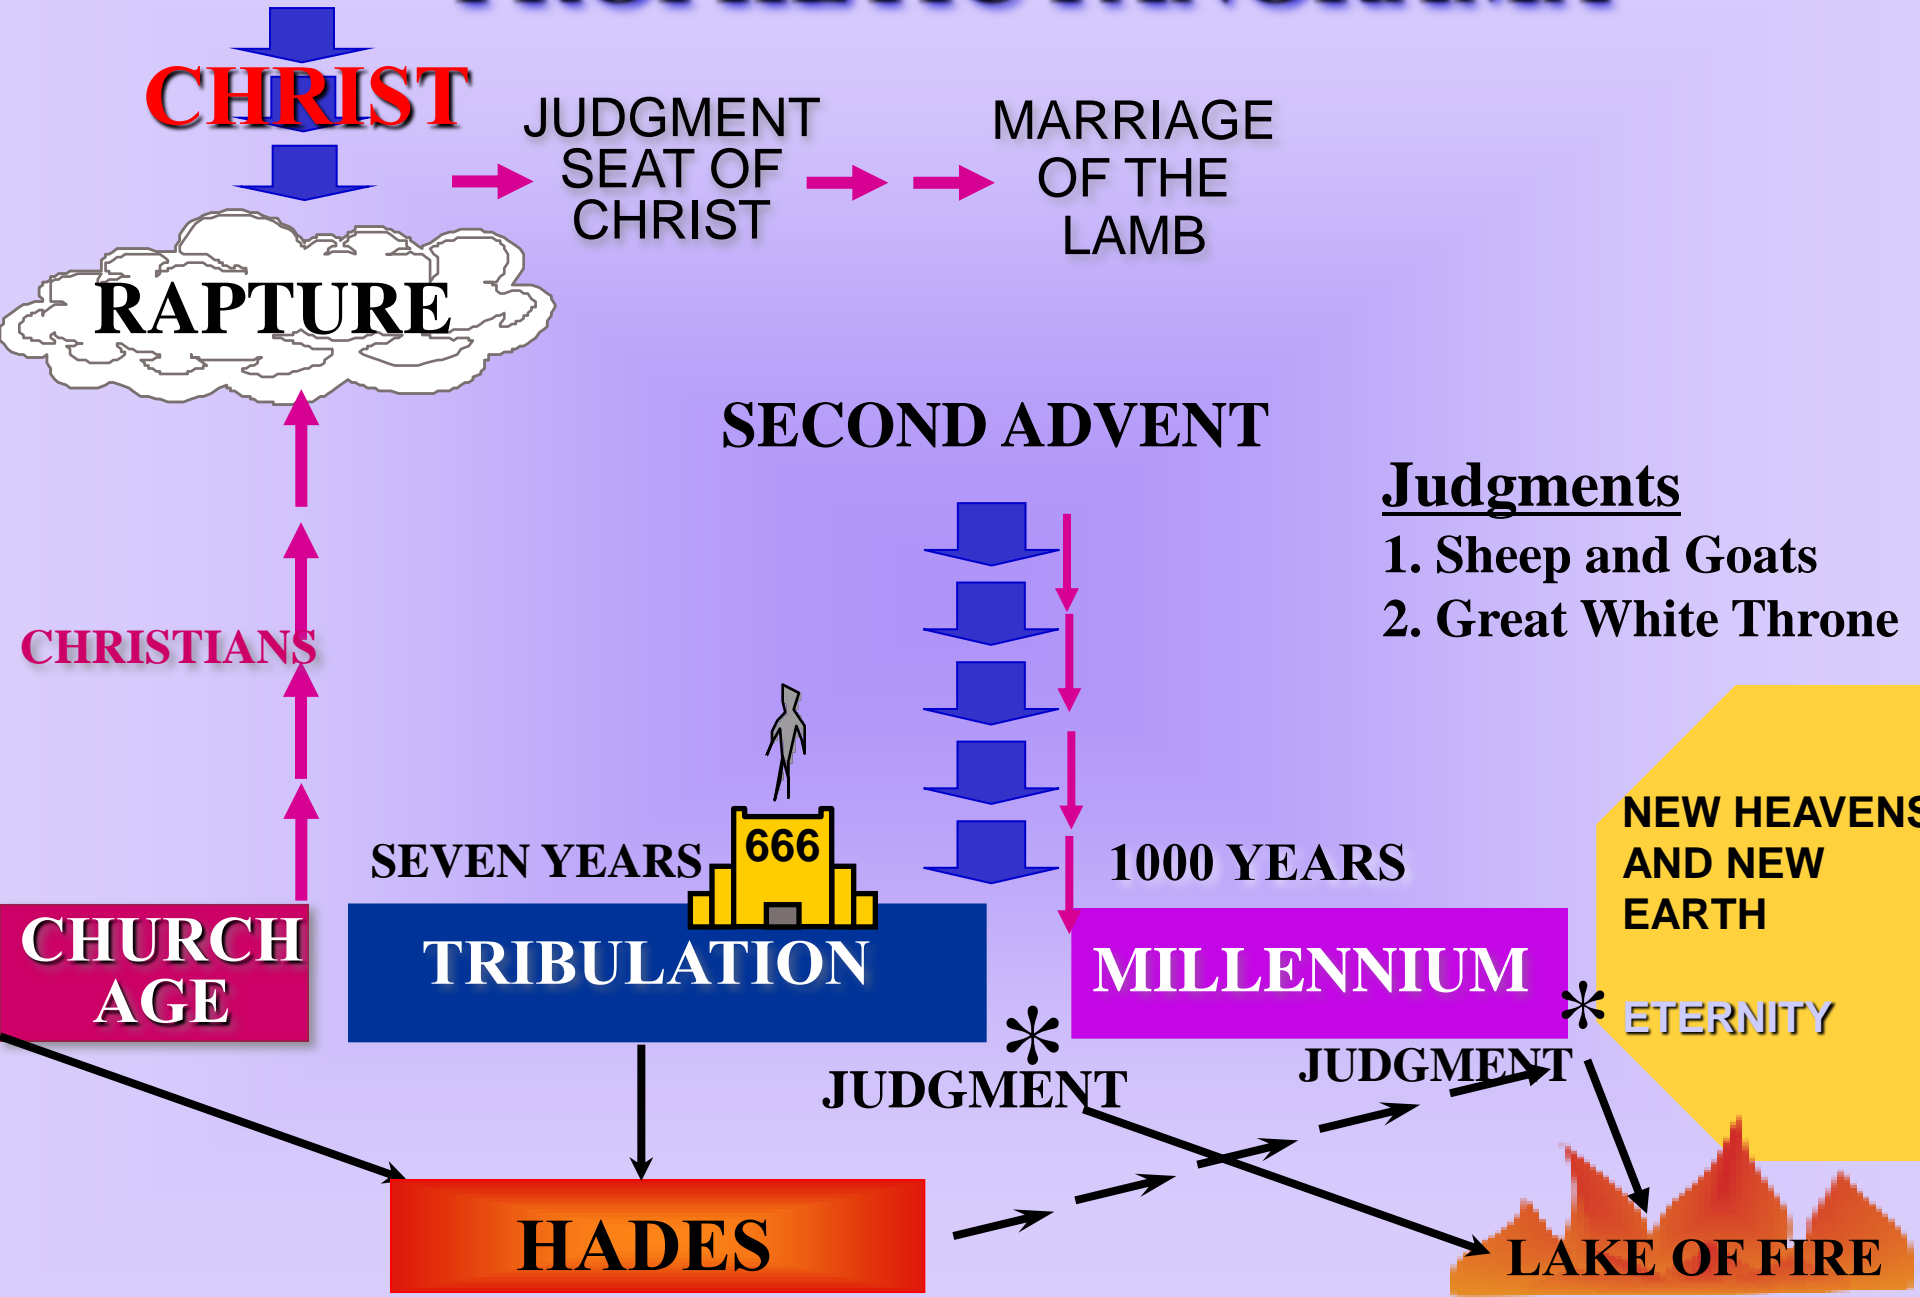 PROPHETIC PANORAMA
CHRIST
JUDGMENT
SEAT OF
CHRIST
MARRIAGE
OF THE
LAMB
RAPTURE
SECOND ADVENT
Judgments
1. Sheep and Goats
2. Great White Throne
CHRISTIANS
NEW HEAVENS
AND NEW
EARTH
ETERNITY
SEVEN YEARS
666
1000 YEARS
CHURCH
AGE
TRIBULATION
MILLENNIUM
*
*
JUDGMENT
JUDGMENT
HADES
LAKE OF FIRE